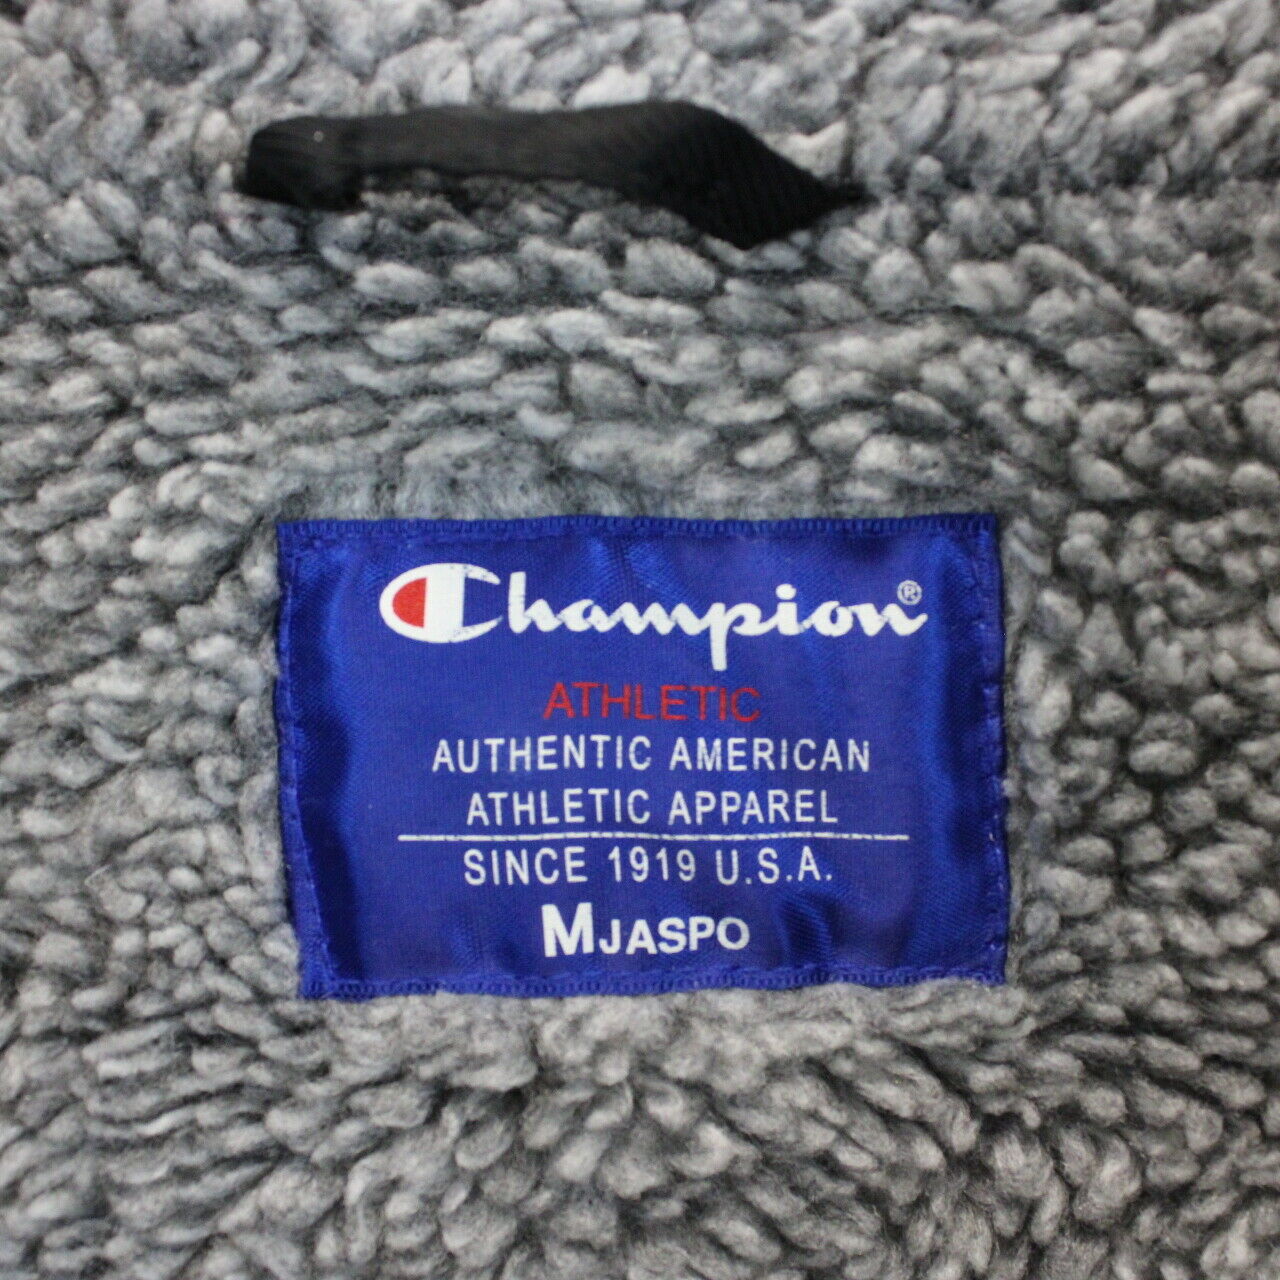 Champion®
ATHLETIC
AUTHENTIC AMERICAN
ATHLETIC APPAREL
SINCE 1919 U.S.A.
MJASPO